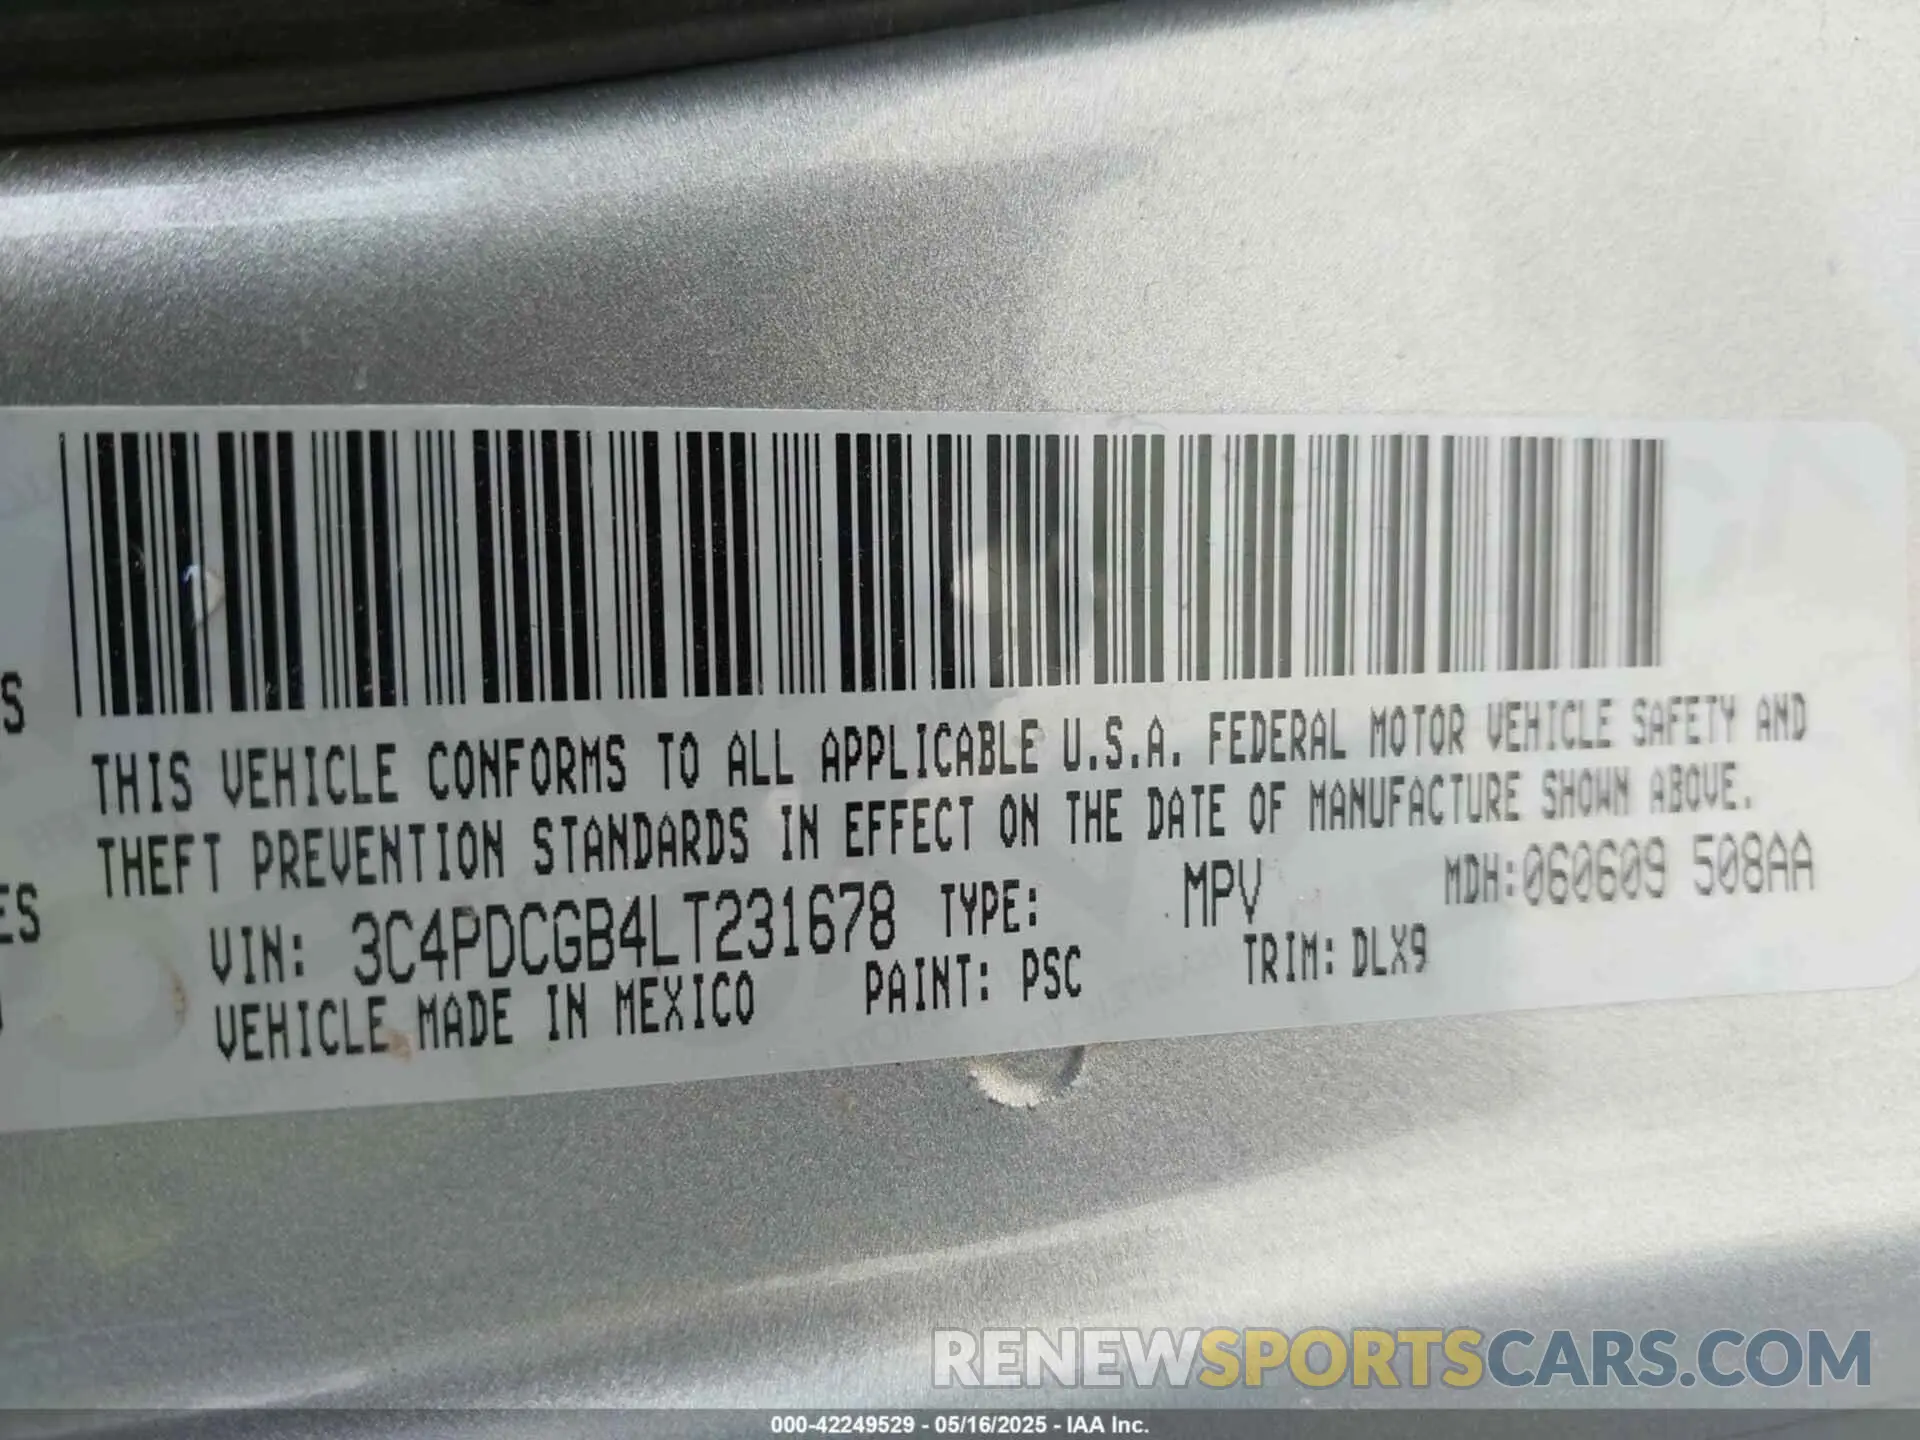 S
THIS VEHICLE CONFORMS TO ALL APPLICABLE U.S.A. FEDERAL MOTOR VEHICLE SAFETY AND
THEFT PREVENTION STANDARDS IN EFFECT ON THE DATE OF MANUFACTURE SHOWN ABOVE.
ES
VIN: 3C4PDCGB4LT231678 TYPE: MPV MDH:060609 508AA
VEHICLE MADE IN MEXICO PAINT: PSC TRIM: DLX9
RENEWSPORTSCARS.COM
000-42249529 - 05/16/2025 - IAA Inc.